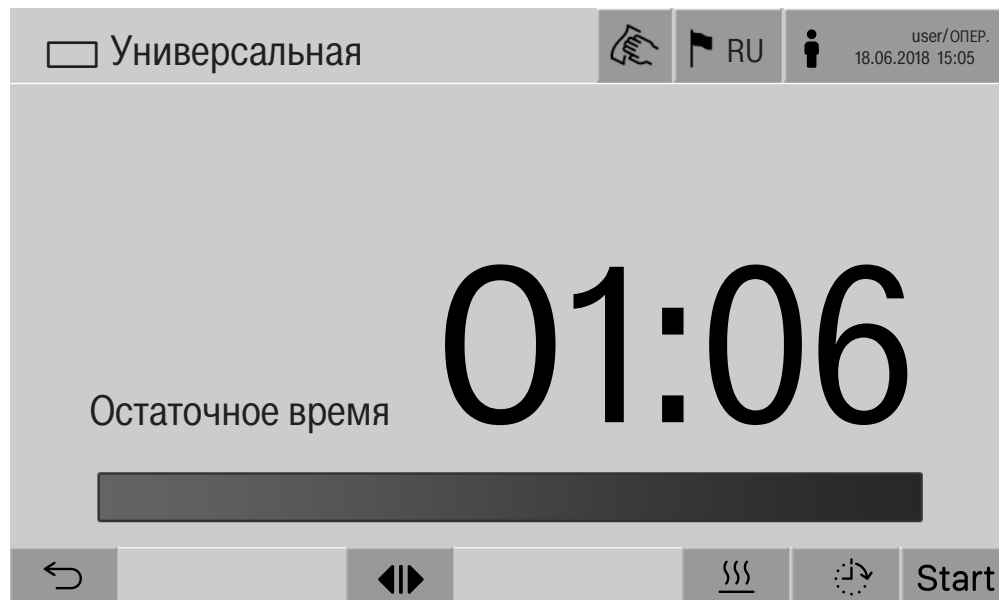 Универсальная
RU
user/ОПЕР.
18.06.2018 15:05
01:06
Остаточное время
Start